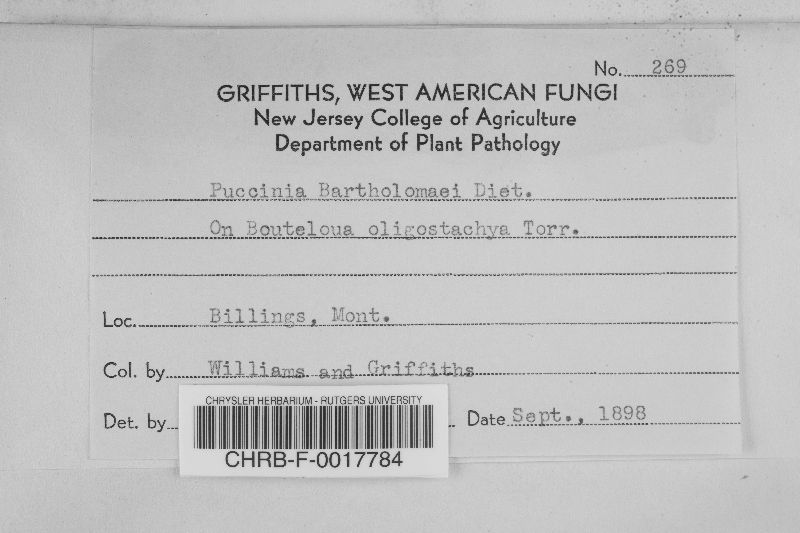 No. 269
GRIFFITHS, WEST AMERICAN FUNGI
New Jersey College of Agriculture
Department of Plant Pathology
Puccinia Bartholomaei Diet.
On Bouteloua oligostachya Torr.
Loc. Billings, Mont.
Col. by Williams and Griffiths
Det. by Date Sept., 1898
CHRYSLER HERBARIUM - RUTGERS UNIVERSITY
CHRB-F-0017784